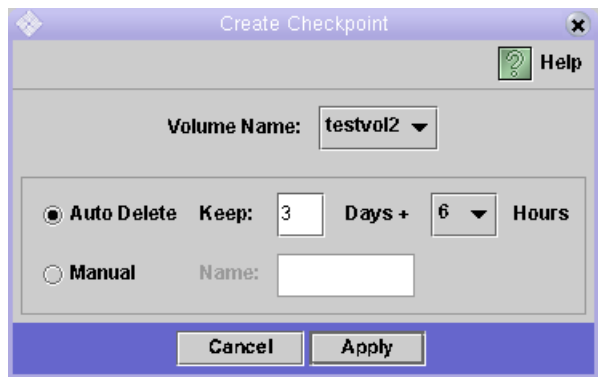 Create Checkpoint
Help
Volume Name: testvol2
Auto Delete Keep: 3 Days + 6 Hours
Manual Name:
Cancel Apply